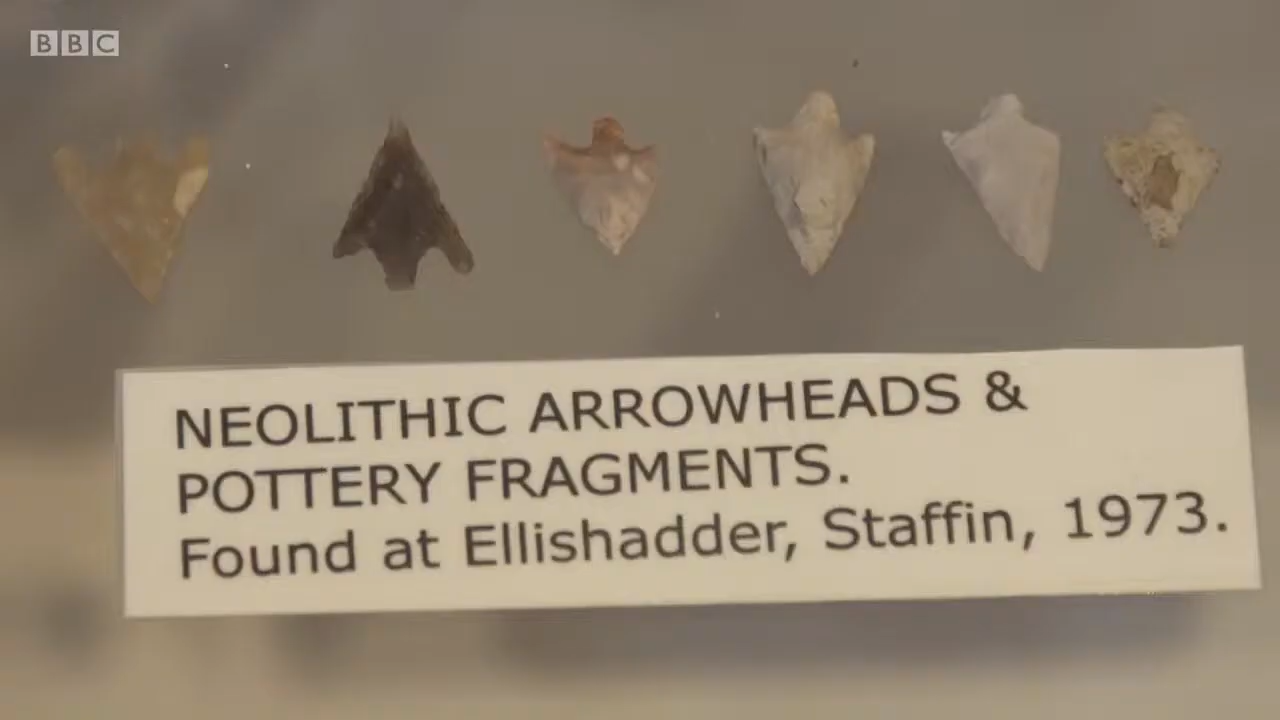 BBC
NEOLITHIC ARROWHEADS &
POTTERY FRAGMENTS.
Found at Ellishadder, Staffin, 1973.